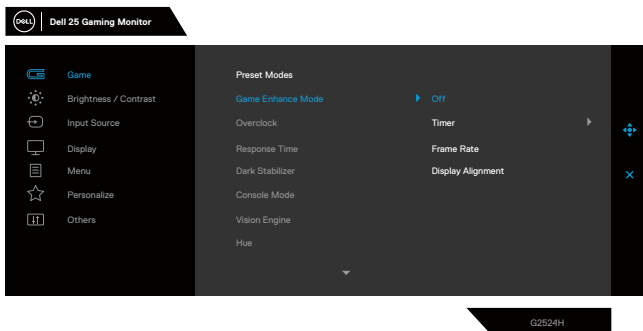 DELL Dell 25 Gaming Monitor
Game
Brightness / Contrast
Input Source
Display
Menu
Personalize
Others
Preset Modes
Game Enhance Mode
Overclock
Response Time
Dark Stabilizer
Console Mode
Vision Engine
Hue
Off
Timer
Frame Rate
Display Alignment
G2524H